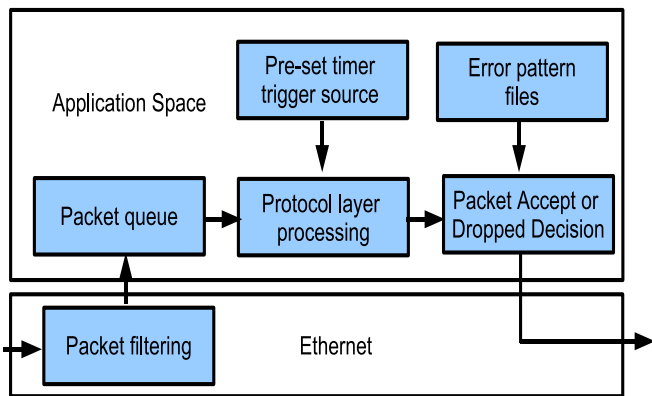 Application Space
Pre-set timer
trigger source
Error pattern
files
Packet queue
Protocol layer
processing
Packet Accept or
Dropped Decision
Packet filtering
Ethernet